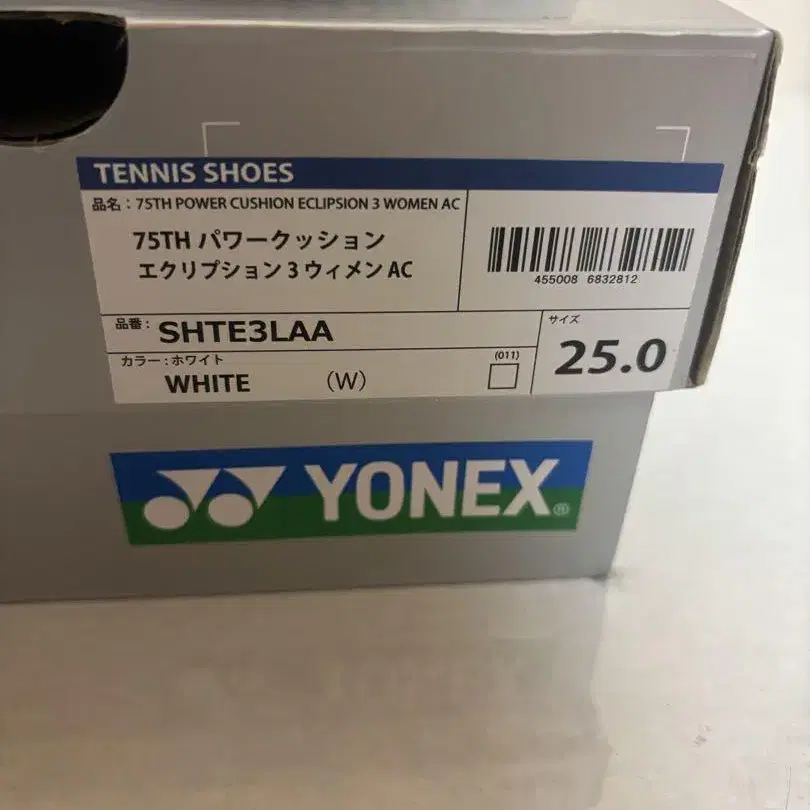 TENNIS SHOES
品名：75TH POWER CUSHION ECLIPSION 3 WOMEN AC
75TH パワークッション
エクリプション 3 ウィメン AC
455008 6832812
品番： SHTE3LAA
サイズ
25.0
カラー：ホワイト
WHITE （W）
(011)
YONEX®